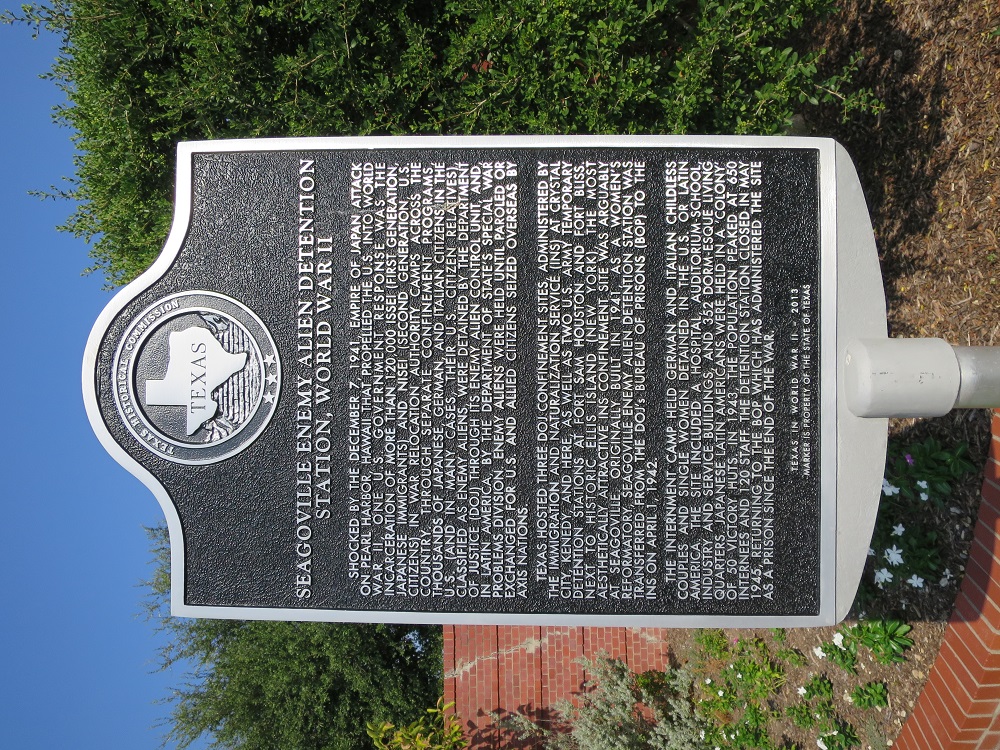 TEXAS HISTORICAL COMMISSION
TEXAS
SEAGOVILLE ENEMY ALIEN DETENTION
STATION, WORLD WAR II
SHOCKED BY THE DECEMBER 7, 1941, EMPIRE OF JAPAN ATTACK
ON PEARL HARBOR, HAWAII THAT PROPELLED THE U.S. INTO WORLD
WAR II, ONE U.S. GOVERNMENT RESPONSE WAS THE
INCARCERATION OF MORE THAN 120,000 ISSEI (FIRST GENERATION,
JAPANESE IMMIGRANTS) AND NISEI (SECOND GENERATION U.S.
CITIZENS) IN WAR RELOCATION AUTHORITY CAMPS ACROSS THE
COUNTRY. THROUGH SEPARATE CONFINEMENT PROGRAMS,
THOUSANDS OF JAPANESE, GERMAN, AND ITALIAN CITIZENS IN THE
U.S. (AND IN MANY CASES, THEIR U.S. CITIZEN RELATIVES),
CLASSIFIED AS ENEMY ALIENS, WERE DETAINED BY THE DEPARTMENT
OF JUSTICE (DOJ) THROUGH ITS ENEMY ALIEN CONTROL UNIT AND,
IN LATIN AMERICA, BY THE DEPARTMENT OF STATE'S SPECIAL WAR
PROBLEMS DIVISION. ENEMY ALIENS WERE HELD UNTIL PAROLED OR
EXCHANGED FOR U.S. AND ALLIED CITIZENS SEIZED OVERSEAS BY
AXIS NATIONS.
TEXAS HOSTED THREE DOJ CONFINEMENT SITES, ADMINISTERED BY
THE IMMIGRATION AND NATURALIZATION SERVICE (INS) AT CRYSTAL
CITY, KENEDY, AND HERE, AS WELL AS TWO U.S. ARMY TEMPORARY
DETENTION STATIONS AT FORT SAM HOUSTON AND FORT BLISS.
NEXT TO HISTORIC ELLIS ISLAND IN NEW YORK, THE MOST
AESTHETICALLY ATTRACTIVE INS-RUN INTERNMENT SITE WAS ARGUABLY
AT SEAGOVILLE. ORIGINALLY BUILT IN 1941 AS A WOMEN'S
REFORMATORY, SEAGOVILLE ENEMY ALIEN DETENTION STATION WAS
TRANSFERRED FROM THE DOJ'S BUREAU OF PRISONS (BOP) TO THE
INS ON APRIL 1, 1942.
THE INTERNMENT CAMP HELD GERMAN AND ITALIAN CHILDLESS
COUPLES AND SINGLE WOMEN DETAINED IN THE U.S. OR LATIN
AMERICA. THE SITE INCLUDED A HOSPITAL, AUDITORIUM-SCHOOL,
INDUSTRY AND SERVICE BUILDINGS, AND 352 DORM-ESQUE LIVING
QUARTERS. JAPANESE LATIN AMERICANS WERE HELD IN A 'COLONY'
OF 50 VICTORY HUTS. IN 1943, THE POPULATION PEAKED AT 650
INTERNEES AND 120 STAFF. THE DETENTION STATION CLOSED IN MAY
1945, RETURNING TO THE BOP, WHICH HAS ADMINISTERED THE SITE
AS A PRISON SINCE THE END OF THE WAR.
TEXAS IN WORLD WAR II – 2013
MARKER IS PROPERTY OF THE STATE OF TEXAS